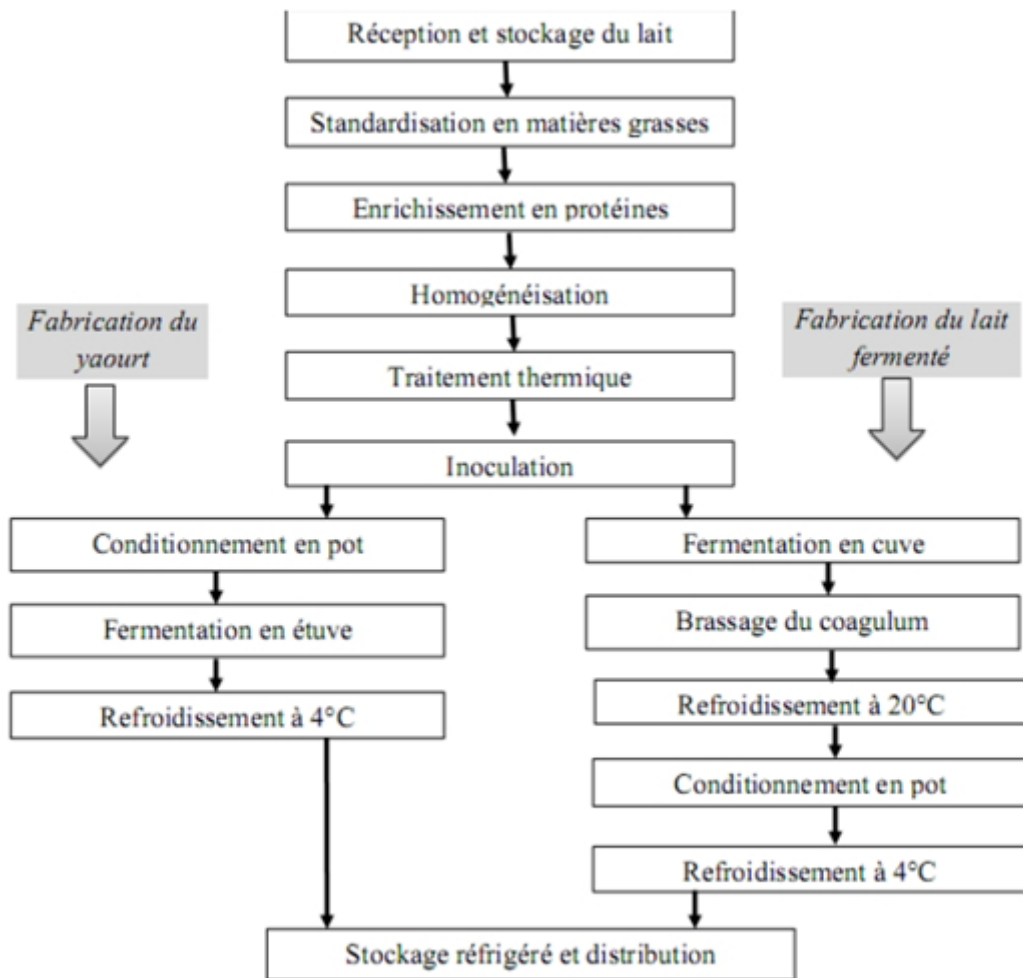 Réception et stockage du lait
Standardisation en matières grasses
Enrichissement en protéines
Homogénéisation
Fabrication du
yaourt
Fabrication du lait
fermenté
Traitement thermique
Inoculation
Conditionnement en pot
Fermentation en étuve
Refroidissement à 4°C
Fermentation en cuve
Brassage du coagulum
Refroidissement à 20°C
Conditionnement en pot
Refroidissement à 4°C
Stockage réfrigéré et distribution